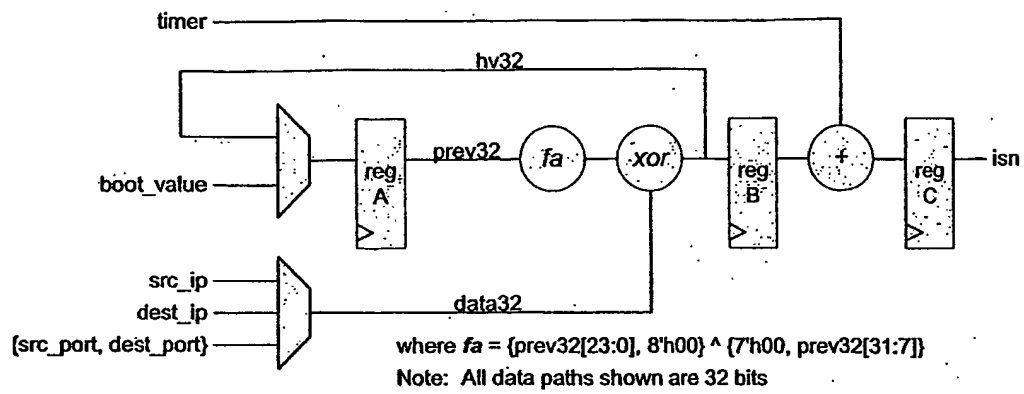 timer
hv32
boot_value
reg
A
prev32
fa
xor
reg
B
+
reg
C
isn
src_ip
dest_ip
{src_port, dest_port}
data32
where fa = {prev32[23:0], 8'h00} ^ {7'h00, prev32[31:7]}
Note: All data paths shown are 32 bits